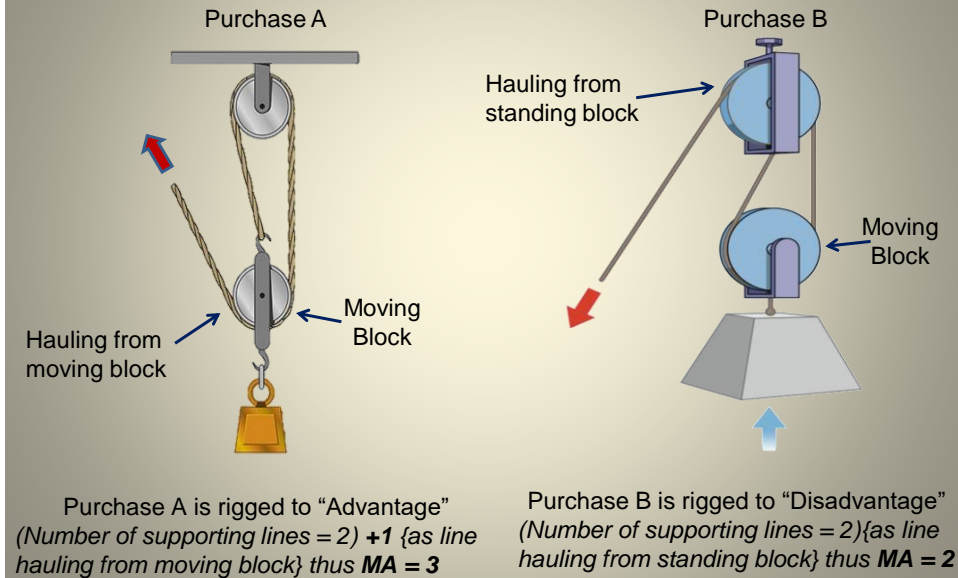 Purchase A
Purchase B
Hauling from
standing block
Moving
Block
Hauling from
moving block
Moving
Block
Purchase A is rigged to “Advantage”
(Number of supporting lines = 2) +1 {as line
hauling from moving block} thus MA = 3
Purchase B is rigged to “Disadvantage”
(Number of supporting lines = 2){as line
hauling from standing block} thus MA = 2